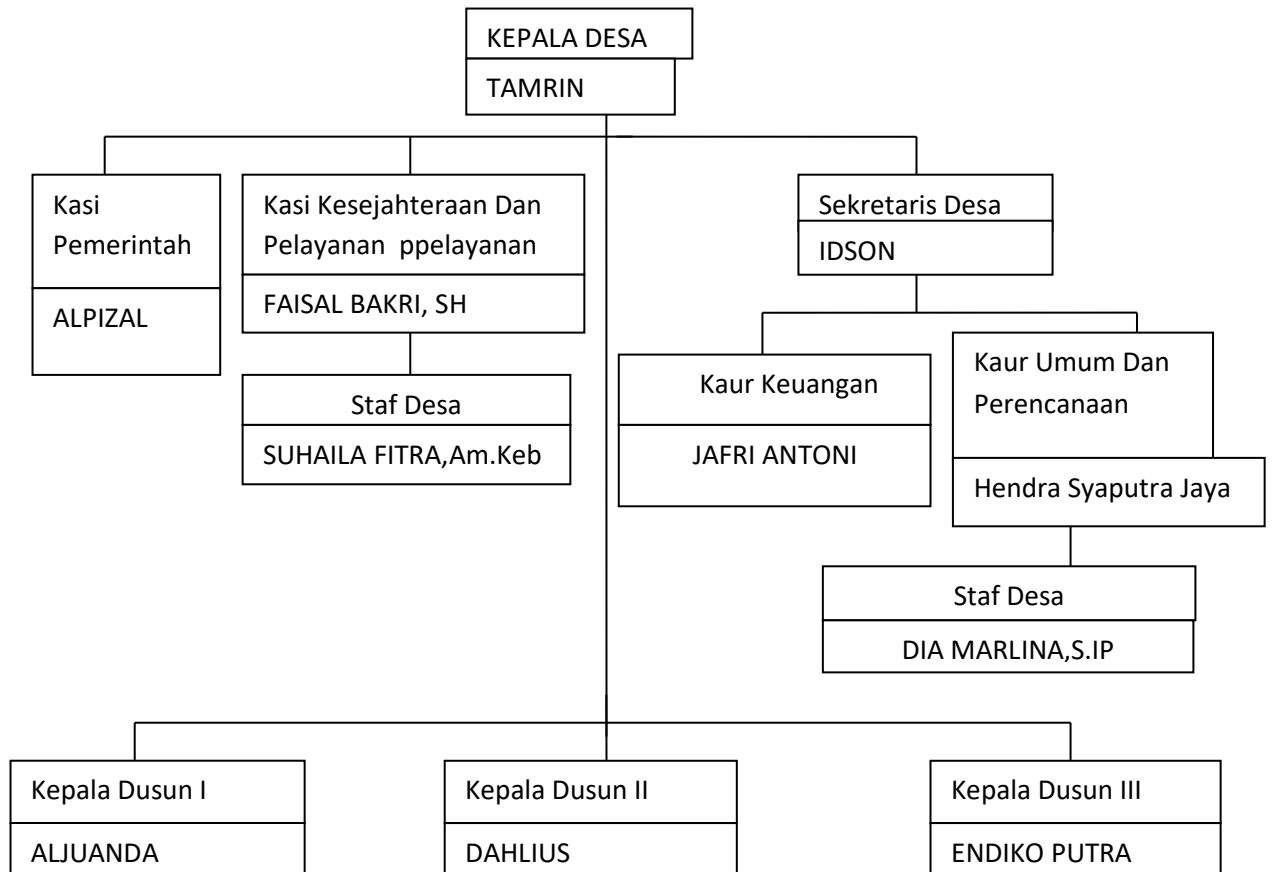 KEPALA DESA
TAMRIN
Kasi
Pemerintah
ALPIZAL
Kasi Kesejahteraan Dan
Pelayanan ppelayanan
FAISAL BAKRI, SH
Staf Desa
SUHAILA FITRA,Am.Keb
Sekretaris Desa
IDSON
Kaur Keuangan
JAFRI ANTONI
Kaur Umum Dan
Perencanaan
Hendra Syaputra Jaya
Staf Desa
DIA MARLINA,S.IP
Kepala Dusun I
ALJUANDA
Kepala Dusun II
DAHLIUS
Kepala Dusun III
ENDIKO PUTRA